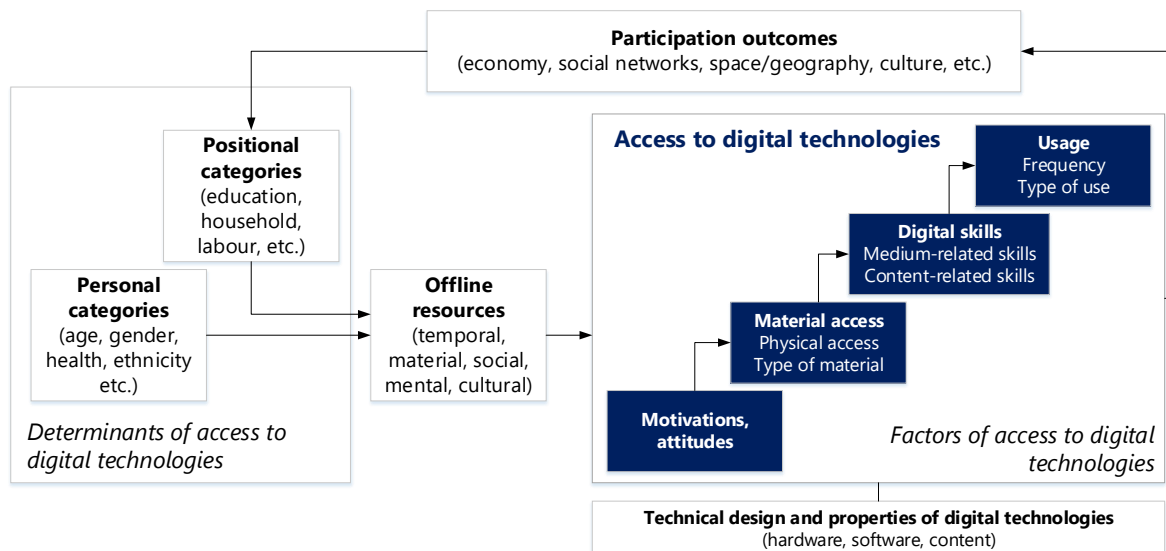 Participation outcomes
(economy, social networks, space/geography, culture, etc.)
Positional
categories
(education,
household,
labour, etc.)
Personal
categories
(age, gender,
health, ethnicity
etc.)
Determinants of access to
digital technologies
Offline
resources
(temporal,
material, social,
mental, cultural)
Access to digital technologies
Usage
Frequency
Type of use
Digital skills
Medium-related skills
Content-related skills
Material access
Physical access
Type of material
Motivations,
attitudes
Factors of access to digital
technologies
Technical design and properties of digital technologies
(hardware, software, content)